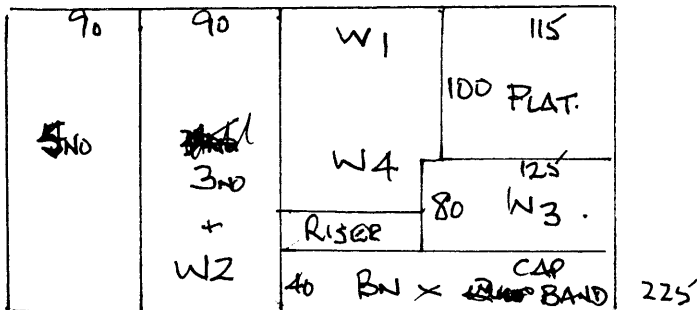 90
90
W1
115
100 PLAT.
5NO
3NO
+
W2
W4
125
80 W3.
RISER
40 BN × CAP
BAND
225